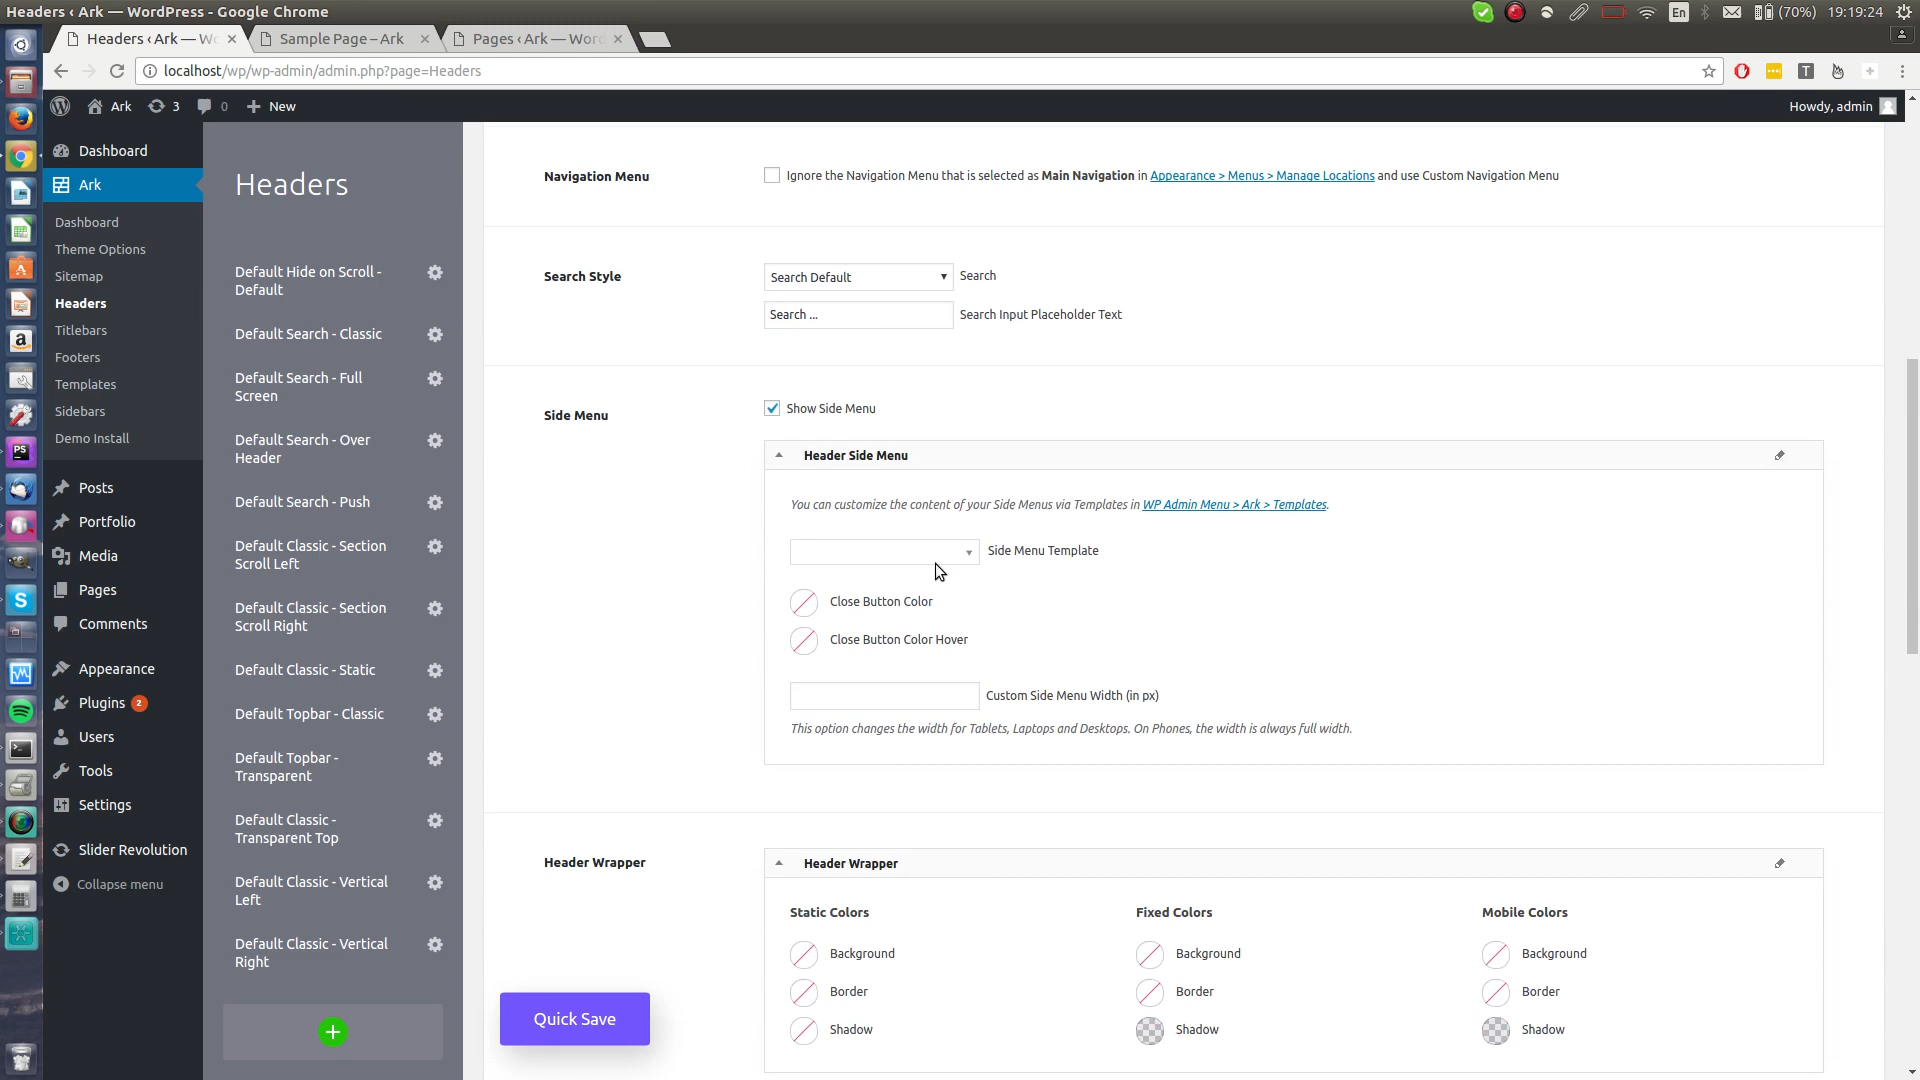 Headers ‹ Ark — WordPress - Google Chrome
En
(70%)
19:19:24
Headers ‹ Ark — Wo
Sample Page – Ark
Pages ‹ Ark — Word
localhost/wp/wp-admin/admin.php?page=Headers
T
Ark
3
0
New
Howdy, admin
Dashboard
Ark
Dashboard
Theme Options
Sitemap
Headers
Titlebars
Footers
Templates
Sidebars
Demo Install
Posts
Portfolio
Media
Pages
Comments
Appearance
Plugins 2
Users
Tools
Settings
Slider Revolution
Collapse menu
Headers
Default Hide on Scroll -
Default
Default Search - Classic
Default Search - Full
Screen
Default Search - Over
Header
Default Search - Push
Default Classic - Section
Scroll Left
Default Classic - Section
Scroll Right
Default Classic - Static
Default Topbar - Classic
Default Topbar -
Transparent
Default Classic -
Transparent Top
Default Classic - Vertical
Left
Default Classic - Vertical
Right
Navigation Menu
Ignore the Navigation Menu that is selected as Main Navigation in Appearance > Menus > Manage Locations and use Custom Navigation Menu
Search Style
Search Default
Search
Search ...
Search Input Placeholder Text
Side Menu
Show Side Menu
Header Side Menu
You can customize the content of your Side Menus via Templates in WP Admin Menu > Ark > Templates.
Side Menu Template
Close Button Color
Close Button Color Hover
Custom Side Menu Width (in px)
This option changes the width for Tablets, Laptops and Desktops. On Phones, the width is always full width.
Header Wrapper
Header Wrapper
Static Colors
Fixed Colors
Mobile Colors
Background
Background
Background
Border
Border
Border
Shadow
Shadow
Shadow
Quick Save
PS
S